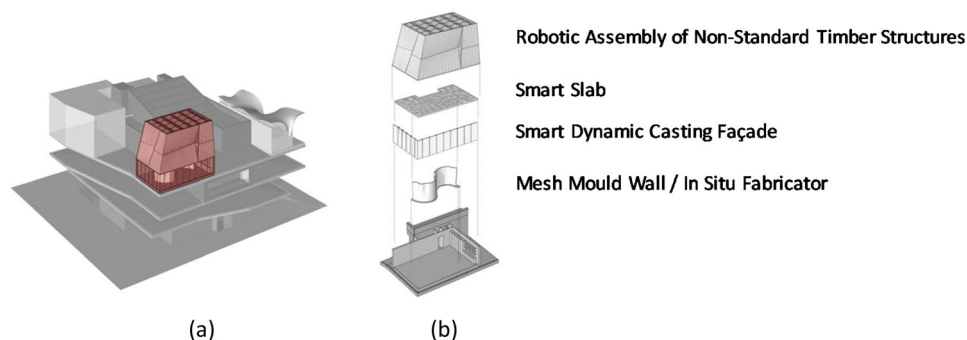 Robotic Assembly of Non-Standard Timber Structures
Smart Slab
Smart Dynamic Casting Façade
Mesh Mould Wall / In Situ Fabricator
(a)
(b)